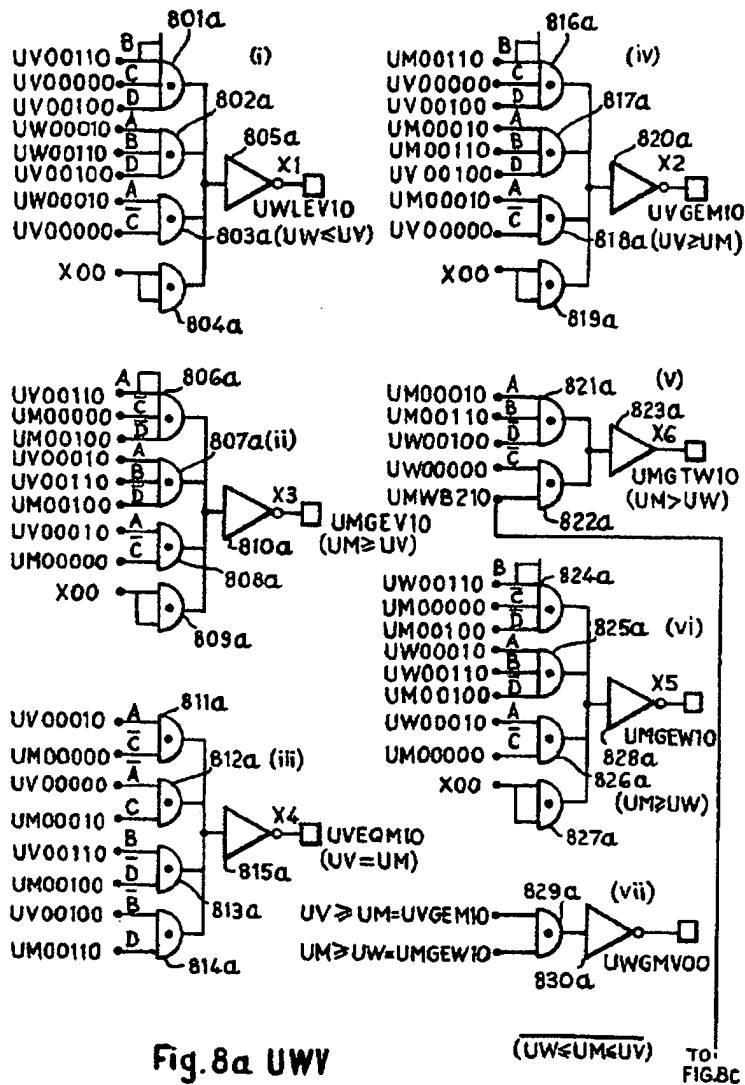 801a
(i)
B
UV00110
C
UV00000
D
UV00100
802a
UW00010 A
UW00110 B
UV00100 D
805a
X1
UWLEV10
UW00010 A
C̅
UV00000
803a (UW≤UV)
X00
804a
816a
(iv)
B
UM00110
C
UV00000
D
UV00100
817a
UM00010 A
UM00110 B
UV00100 D
820a
X2
UVGEM10
UM00010 A
C̅
UV00000
818a (UV≥UM)
X00
819a
806a
A
UV00110
C̅
UM00000
D̅
UM00100
807a (ii)
UV00010 A
UV00110 B
UM00100 D̅
X3
UMGEV10
810a
(UM≥UV)
UV00010 A
C̅
UM00000
808a
X00
809a
821a
(v)
UM00010 A
UM00110 B
UW00100 D̅
823a
X6
UW00000 C̅
UMWB210
UMGTW10
(UM>UW)
822a
824a
B
UW00110
C̅
UM00000
D̅
UM00100
825a (vi)
UW00010 A
UW00110 B
UM00100 D̅
X5
UMGEW10
828a
UW00010 A
C̅
UM00000
826a
(UM≥UW)
X00
827a
811a
UV00010 A
UM00000 C̅
812a (iii)
UV00000 A̅
UM00010 C
X4
UVEQM10
(UV=UM)
815a
UV00110 B
UM00100 D̅
813a
UV00100 B̅
UM00110 D
814a
829a
(vii)
UV≥UM=UVGEM10
UM≥UW=UMGEW10
UWGMV00
830a
(UW≤UM≤UV)
Fig.8a UWV
TO
FIG.8C